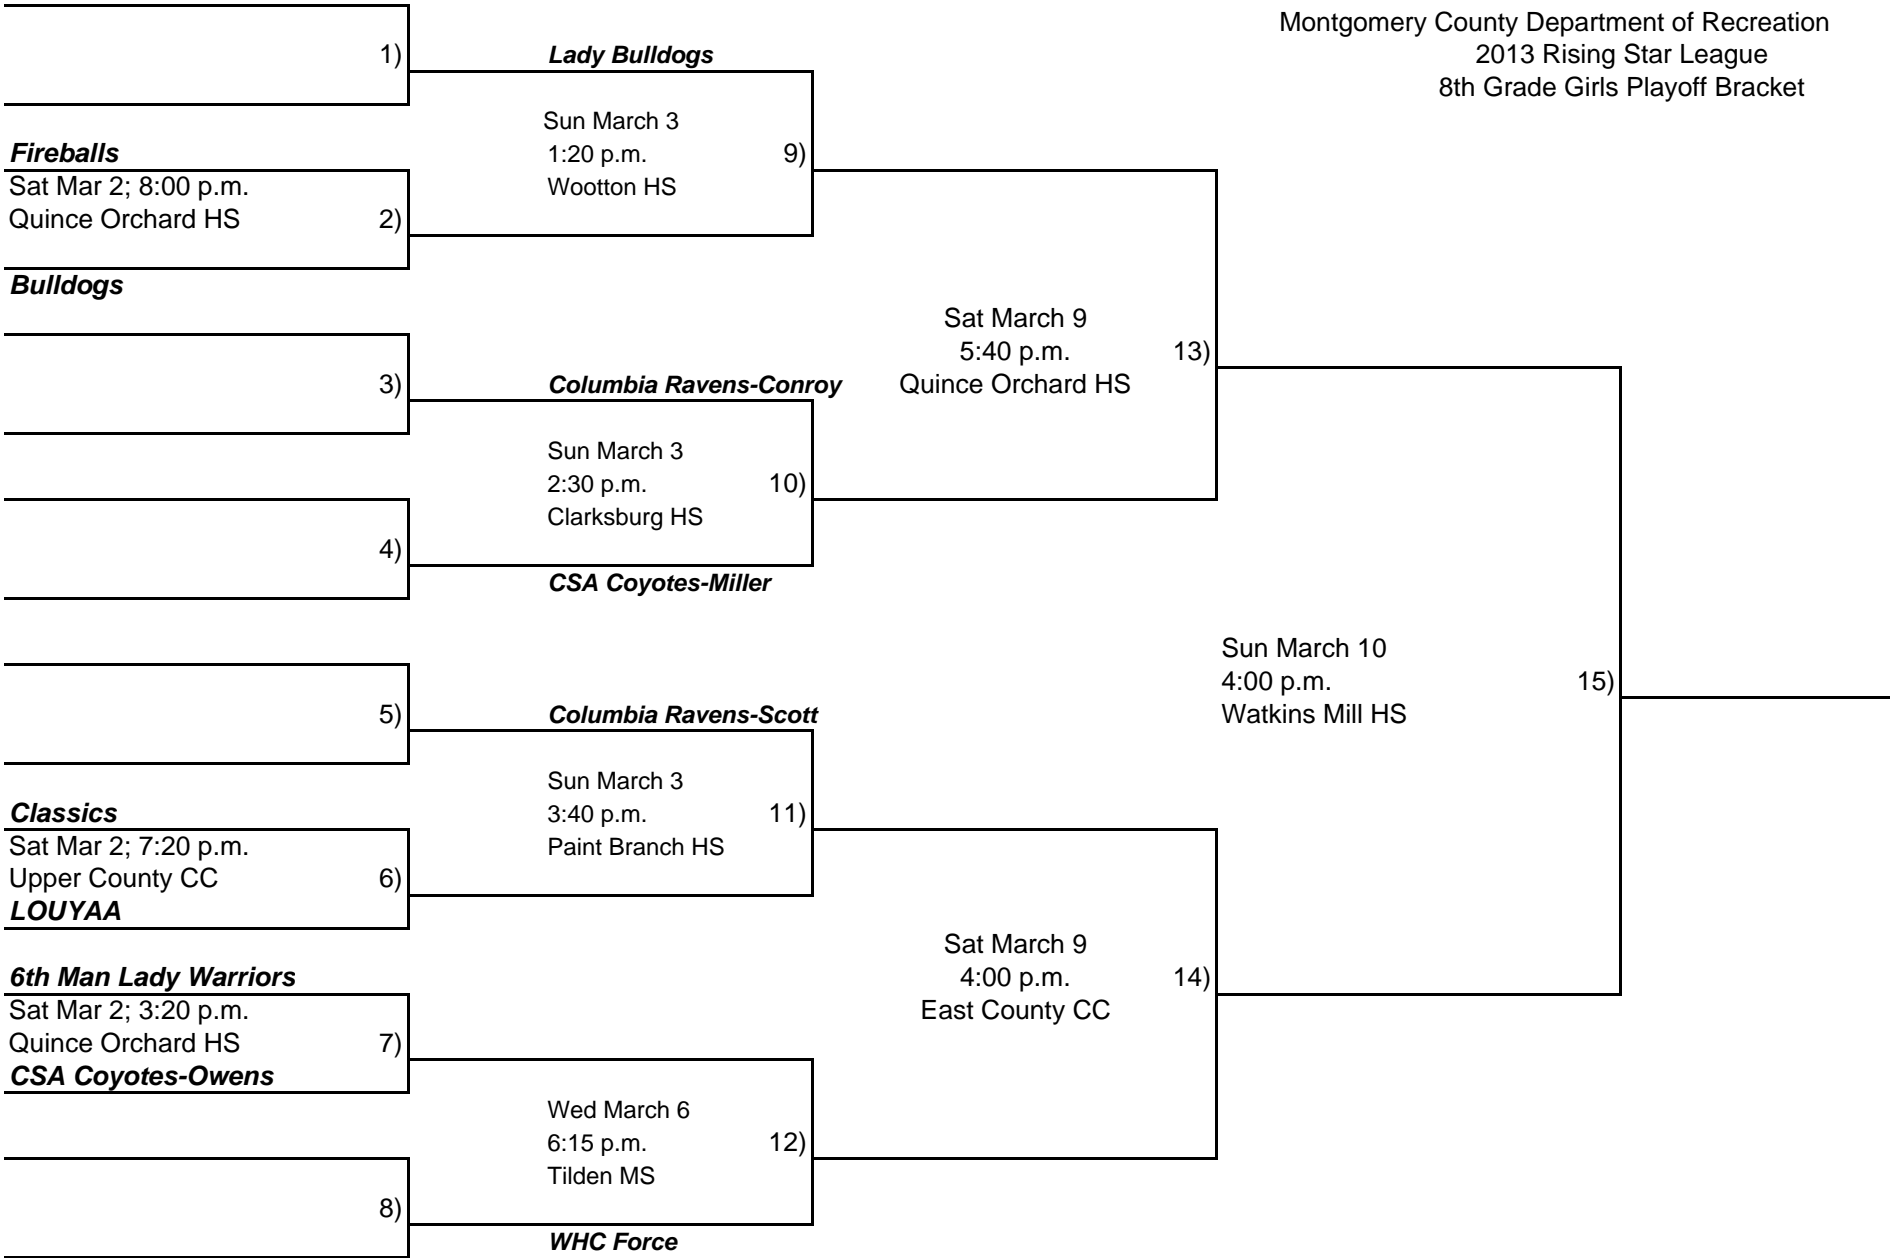 Montgomery County Department of Recreation
2013 Rising Star League
8th Grade Girls Playoff Bracket
1)
Lady Bulldogs
Sun March 3
1:20 p.m.
9)
Wootton HS
Fireballs
Sat Mar 2; 8:00 p.m.
Quince Orchard HS
2)
Bulldogs
Sat March 9
5:40 p.m.
13)
Quince Orchard HS
3)
Columbia Ravens-Conroy
Sun March 3
2:30 p.m.
10)
Clarksburg HS
4)
CSA Coyotes-Miller
Sun March 10
4:00 p.m.
15)
Watkins Mill HS
5)
Columbia Ravens-Scott
Sun March 3
3:40 p.m.
11)
Paint Branch HS
Classics
Sat Mar 2; 7:20 p.m.
Upper County CC
6)
LOUYAA
Sat March 9
4:00 p.m.
14)
East County CC
6th Man Lady Warriors
Sat Mar 2; 3:20 p.m.
Quince Orchard HS
7)
CSA Coyotes-Owens
Wed March 6
6:15 p.m.
12)
Tilden MS
8)
WHC Force